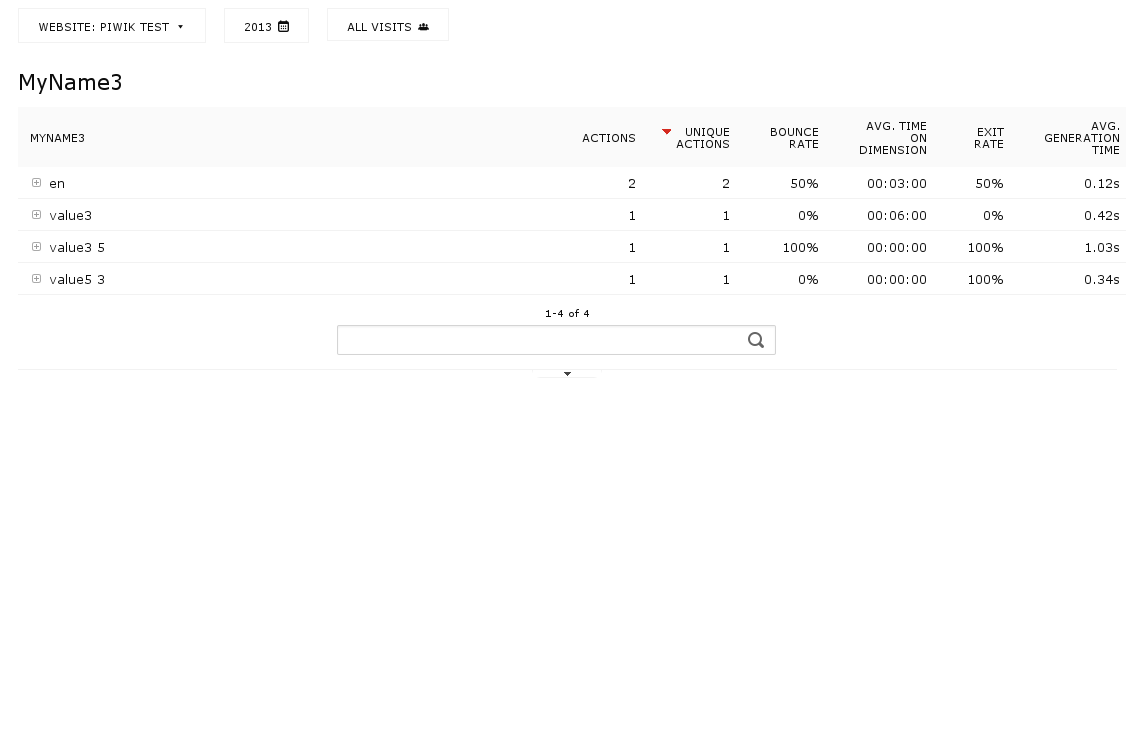 WEBSITE: PIWIK TEST
2013
ALL VISITS
MyName3
MYNAME3 ACTIONS UNIQUE ACTIONS BOUNCE RATE AVG. TIME ON DIMENSION EXIT RATE AVG. GENERATION TIME
en 2 2 50% 00:03:00 50% 0.12s
value3 1 1 0% 00:06:00 0% 0.42s
value3 5 1 1 100% 00:00:00 100% 1.03s
value5 3 1 1 0% 00:00:00 100% 0.34s
1-4 of 4